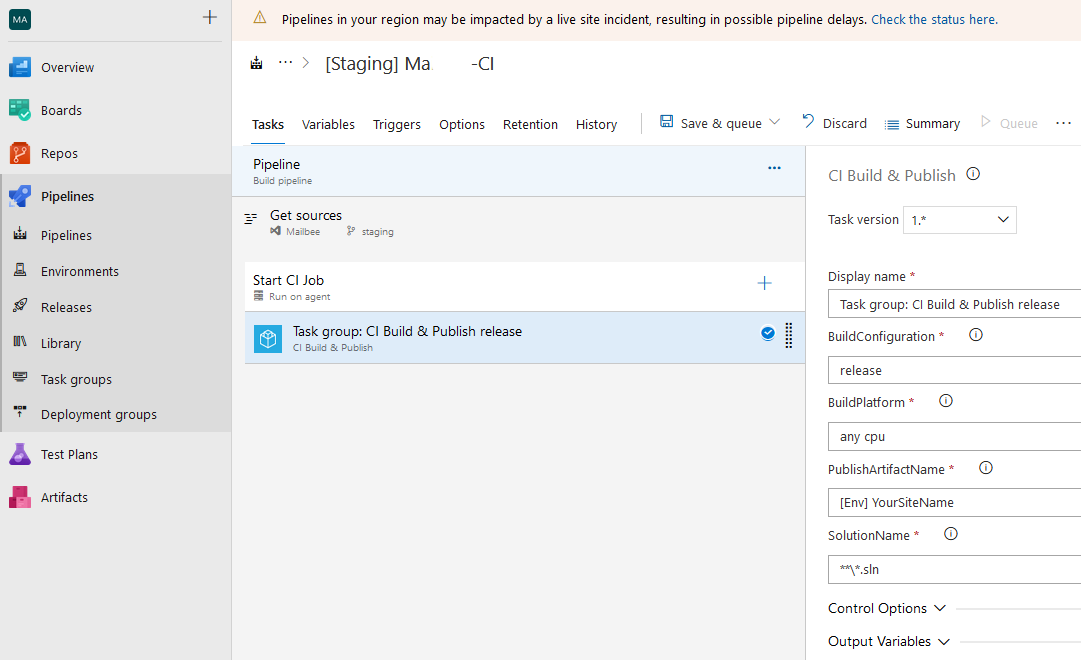 MA
Pipelines in your region may be impacted by a live site incident, resulting in possible pipeline delays. Check the status here.
[Staging] Ma -CI
Overview
Boards
Repos
Pipelines
Pipelines
Environments
Releases
Library
Task groups
Deployment groups
Test Plans
Artifacts
Tasks Variables Triggers Options Retention History Save & queue Discard Summary Queue
Pipeline
Build pipeline
Get sources
Mailbee staging
Start CI Job
Run on agent
Task group: CI Build & Publish release
CI Build & Publish
CI Build & Publish
Task version 1.*
Display name *
Task group: CI Build & Publish release
BuildConfiguration *
release
BuildPlatform *
any cpu
PublishArtifactName *
[Env] YourSiteName
SolutionName *
**\*.sln
Control Options
Output Variables